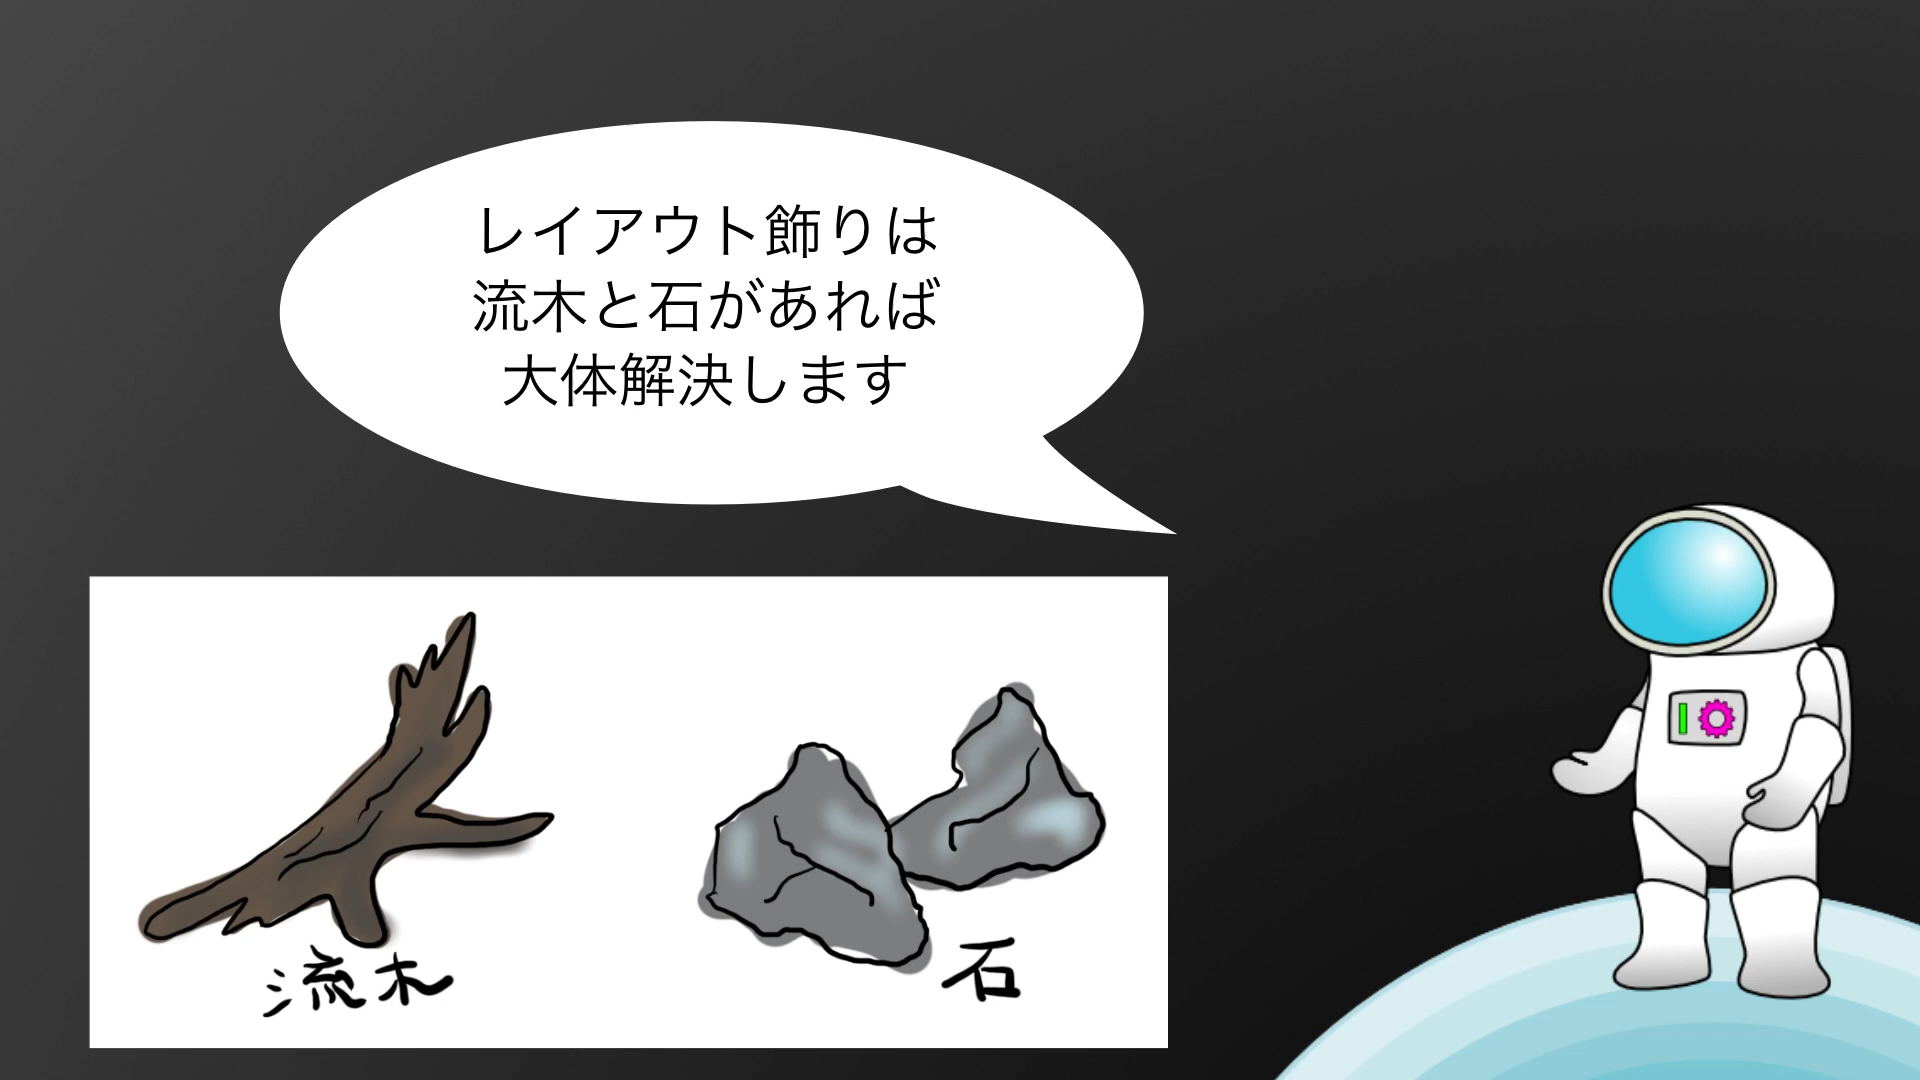 レイアウト飾りは
流木と石があれば
大体解決します
流木
石